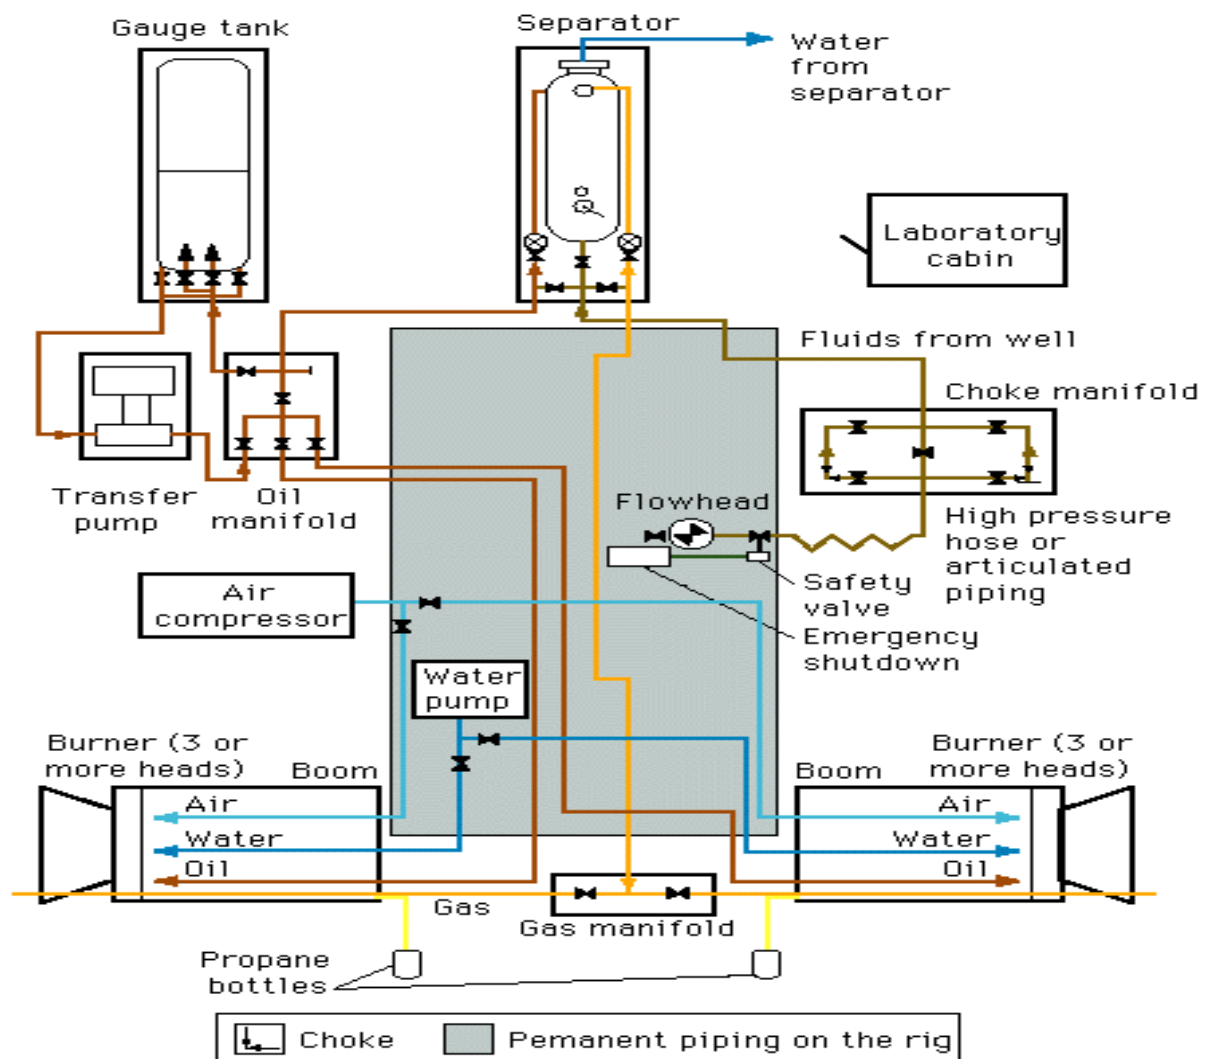 Gauge tank
Separator
Water
from
separator
Laboratory
cabin
Fluids from well
Choke manifold
Transfer
pump
Oil
manifold
Flowhead
High pressure
hose or
articulated
piping
Safety
valve
Emergency
shutdown
Air
compressor
Water
pump
Burner (3 or
more heads)
Boom
Air
Water
Oil
Boom
Burner (3 or
more heads)
Air
Water
Oil
Gas
Gas manifold
Propane
bottles
Choke
Pemanent piping on the rig